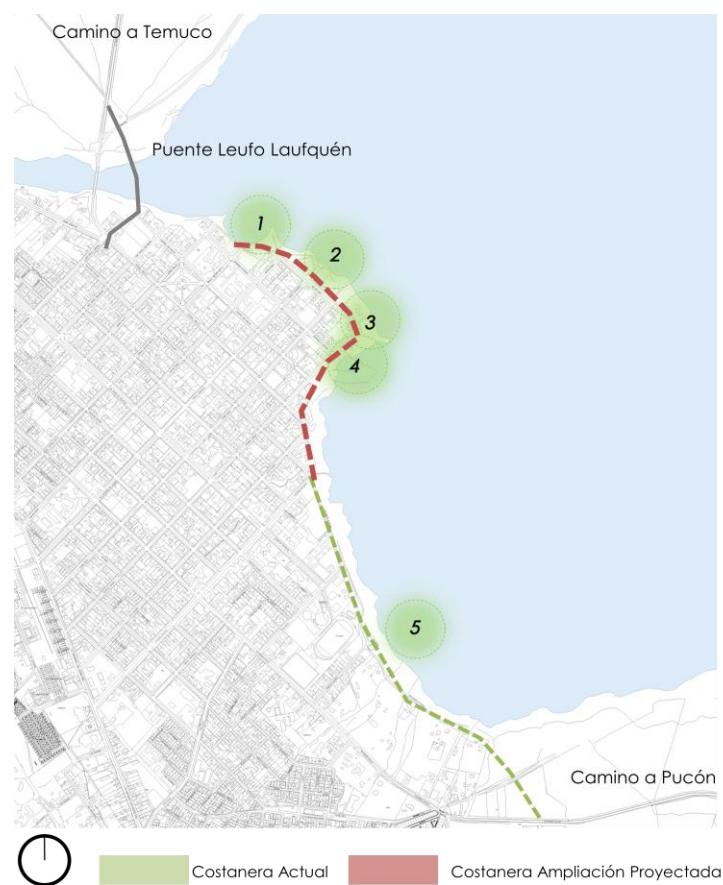 Camino a Temuco
Puente Leufo Laufquén
1
2
3
4
5
Camino a Pucón
Costanera Actual
Costanera Ampliación Proyectada